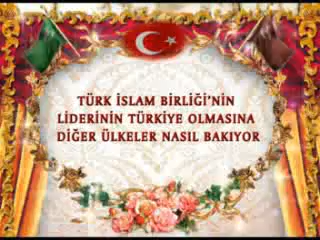 TÜRK İSLAM BİRLİĞİ'NİN
LİDERİNİN TÜRKİYE OLMASINA
DİĞER ÜLKELER NASIL BAKIYOR